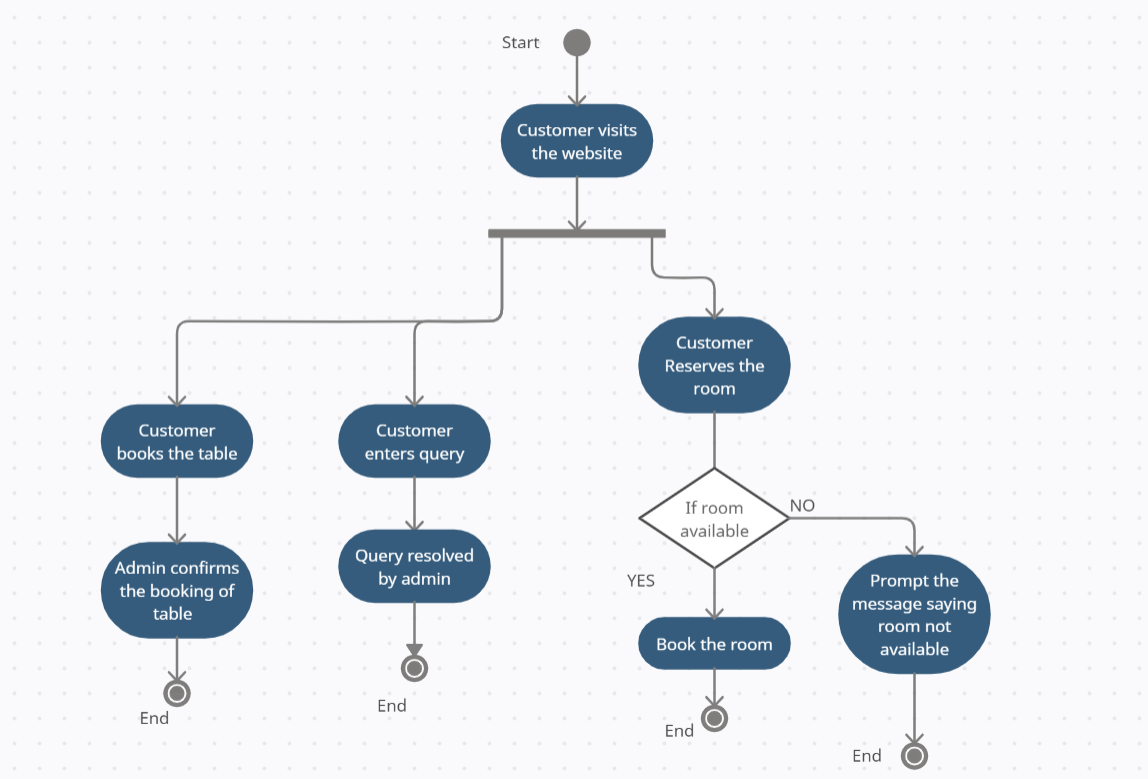 Start
Customer visits
the website
Customer
Reserves the
room
Customer
books the table
Customer
enters query
If room
available
NO
YES
Admin confirms
the booking of
table
Query resolved
by admin
Prompt the
message saying
room not
available
Book the room
End
End
End
End